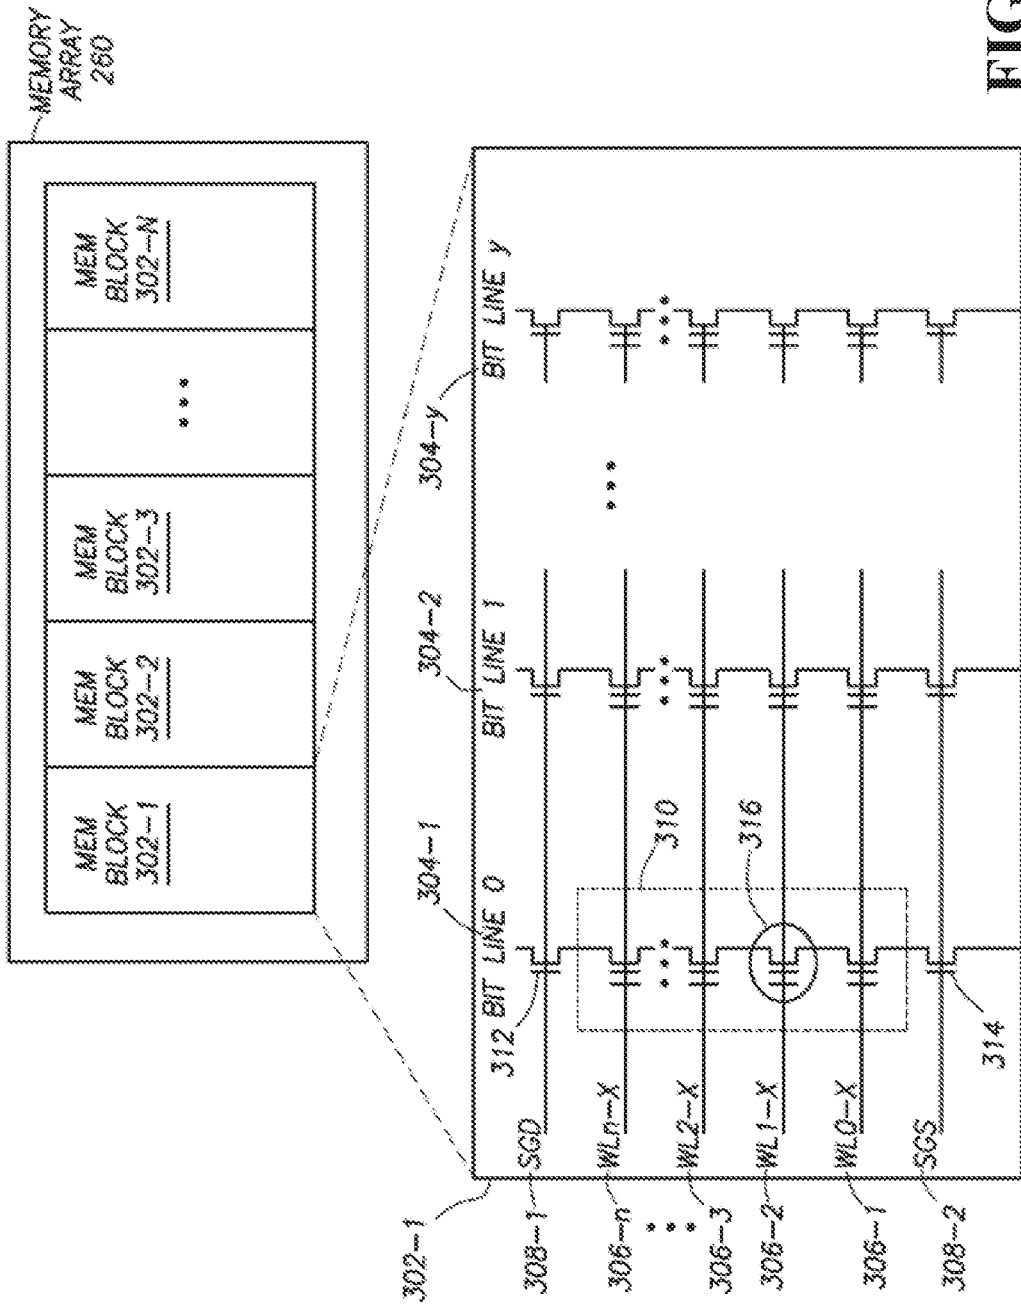 MEMORY
ARRAY
260
MEM
BLOCK
302-1
MEM
BLOCK
302-2
MEM
BLOCK
302-3
...
MEM
BLOCK
302-N
302-1
304-1
304-2
304-y
BIT LINE 0
BIT LINE 1
BIT LINE y
312
308-1
SGD
306-n
WLn-X
310
...
306-3
WL2-X
316
306-2
WL1-X
306-1
WL0-X
308-2
SGS
314
FIG